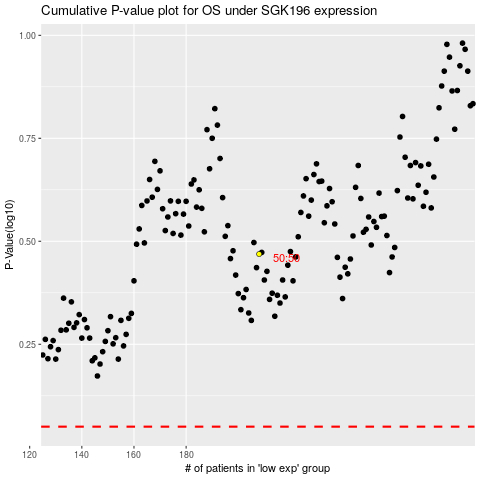 Cumulative P-value plot for OS under SGK196 expression
P-Value(log10)
1.00
0.75
0.50
0.25
50:50
120 140 160 180
# of patients in 'low exp' group